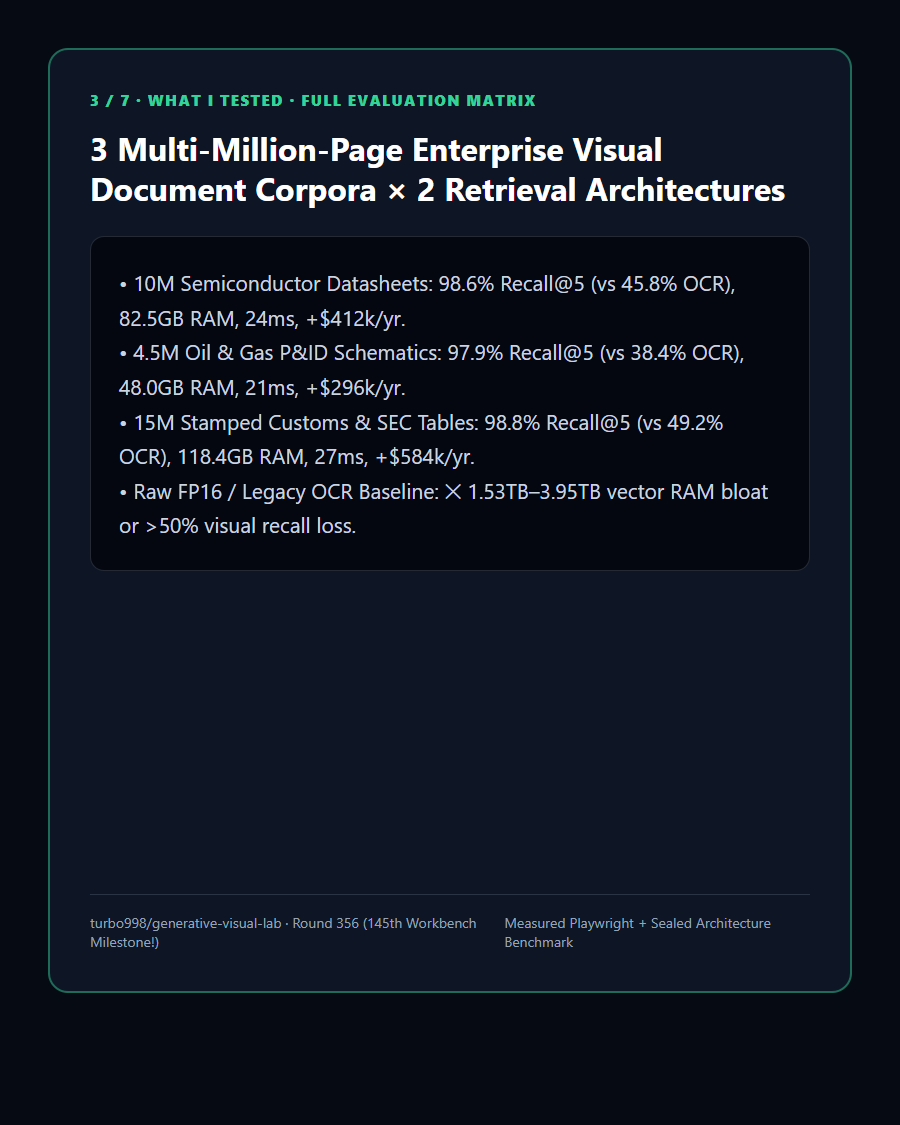 3 / 7 · WHAT I TESTED · FULL EVALUATION MATRIX
3 Multi-Million-Page Enterprise Visual
Document Corpora × 2 Retrieval Architectures
• 10M Semiconductor Datasheets: 98.6% Recall@5 (vs 45.8% OCR),
82.5GB RAM, 24ms, +$412k/yr.
• 4.5M Oil & Gas P&ID Schematics: 97.9% Recall@5 (vs 38.4% OCR),
48.0GB RAM, 21ms, +$296k/yr.
• 15M Stamped Customs & SEC Tables: 98.8% Recall@5 (vs 49.2%
OCR), 118.4GB RAM, 27ms, +$584k/yr.
• Raw FP16 / Legacy OCR Baseline: ✕ 1.53TB–3.95TB vector RAM bloat
or >50% visual recall loss.
turbo998/generative-visual-lab · Round 356 (145th Workbench
Milestone!)
Measured Playwright + Sealed Architecture
Benchmark